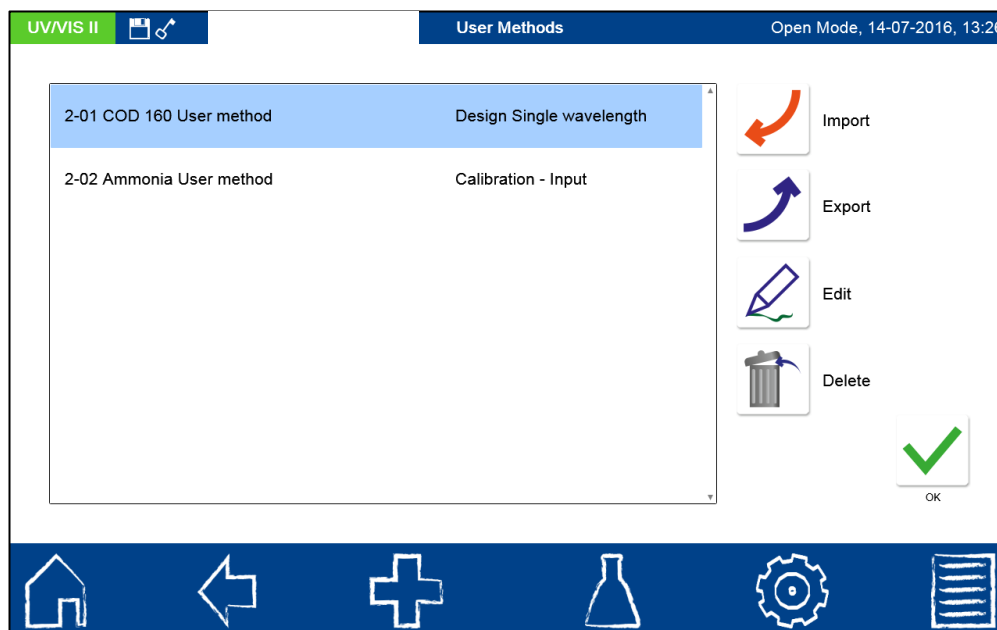 UV/VIS II User Methods Open Mode, 14-07-2016, 13:26
2-01 COD 160 User method Design Single wavelength
Import
2-02 Ammonia User method Calibration - Input
Export
Edit
Delete
OK